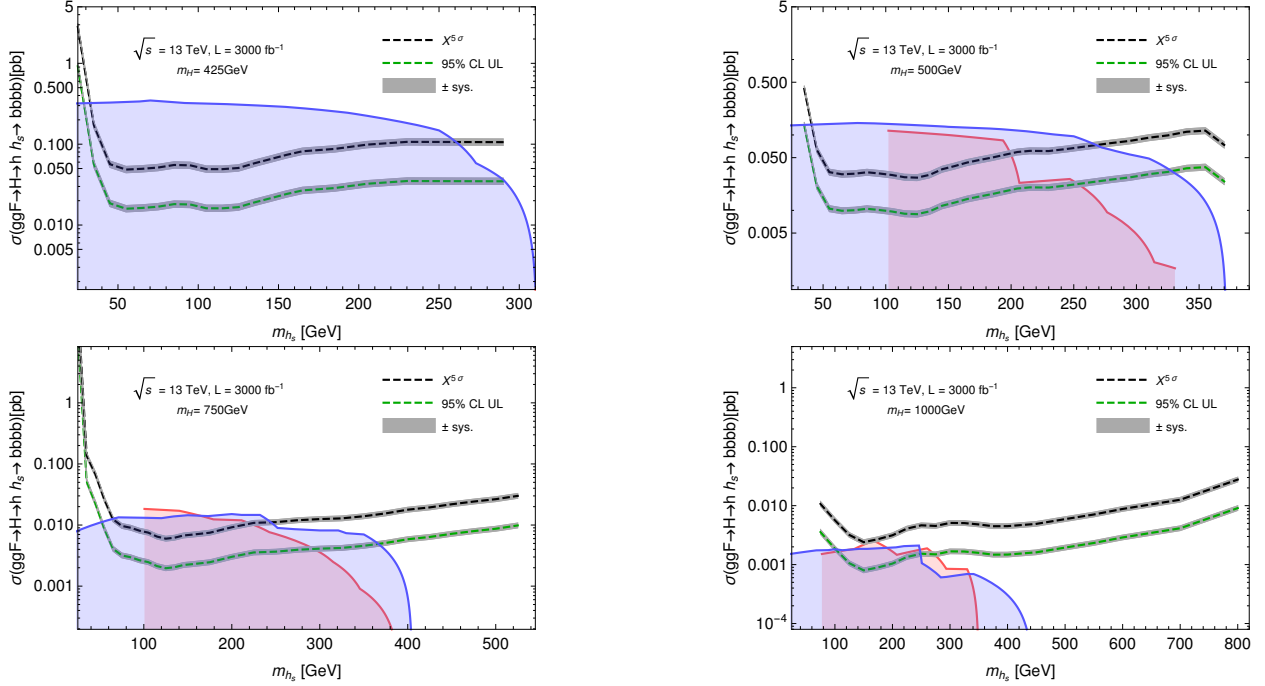 5
1
0.500
0.100
0.050
0.010
0.005
50
100
150
200
250
300
m_{h_s} [GeV]
σ(ggF→H→h h_s→ bbbb)[pb]
√s = 13 TeV, L = 3000 fb⁻¹
m_H= 425GeV
X^{5 σ}
95% CL UL
± sys.
5
0.500
0.050
0.005
50
100
150
200
250
300
350
m_{h_s} [GeV]
σ(ggF→H→h h_s→ bbbb)[pb]
√s = 13 TeV, L = 3000 fb⁻¹
m_H= 500GeV
X^{5 σ}
95% CL UL
± sys.
1
0.100
0.010
0.001
100
200
300
400
500
m_{h_s} [GeV]
σ(ggF→H→h h_s→ bbbb)[pb]
√s = 13 TeV, L = 3000 fb⁻¹
m_H= 750GeV
X^{5 σ}
95% CL UL
± sys.
1
0.100
0.010
0.001
10⁻⁴
100
200
300
400
500
600
700
800
m_{h_s} [GeV]
σ(ggF→H→h h_s→ bbbb)[pb]
√s = 13 TeV, L = 3000 fb⁻¹
m_H= 1000GeV
X^{5 σ}
95% CL UL
± sys.